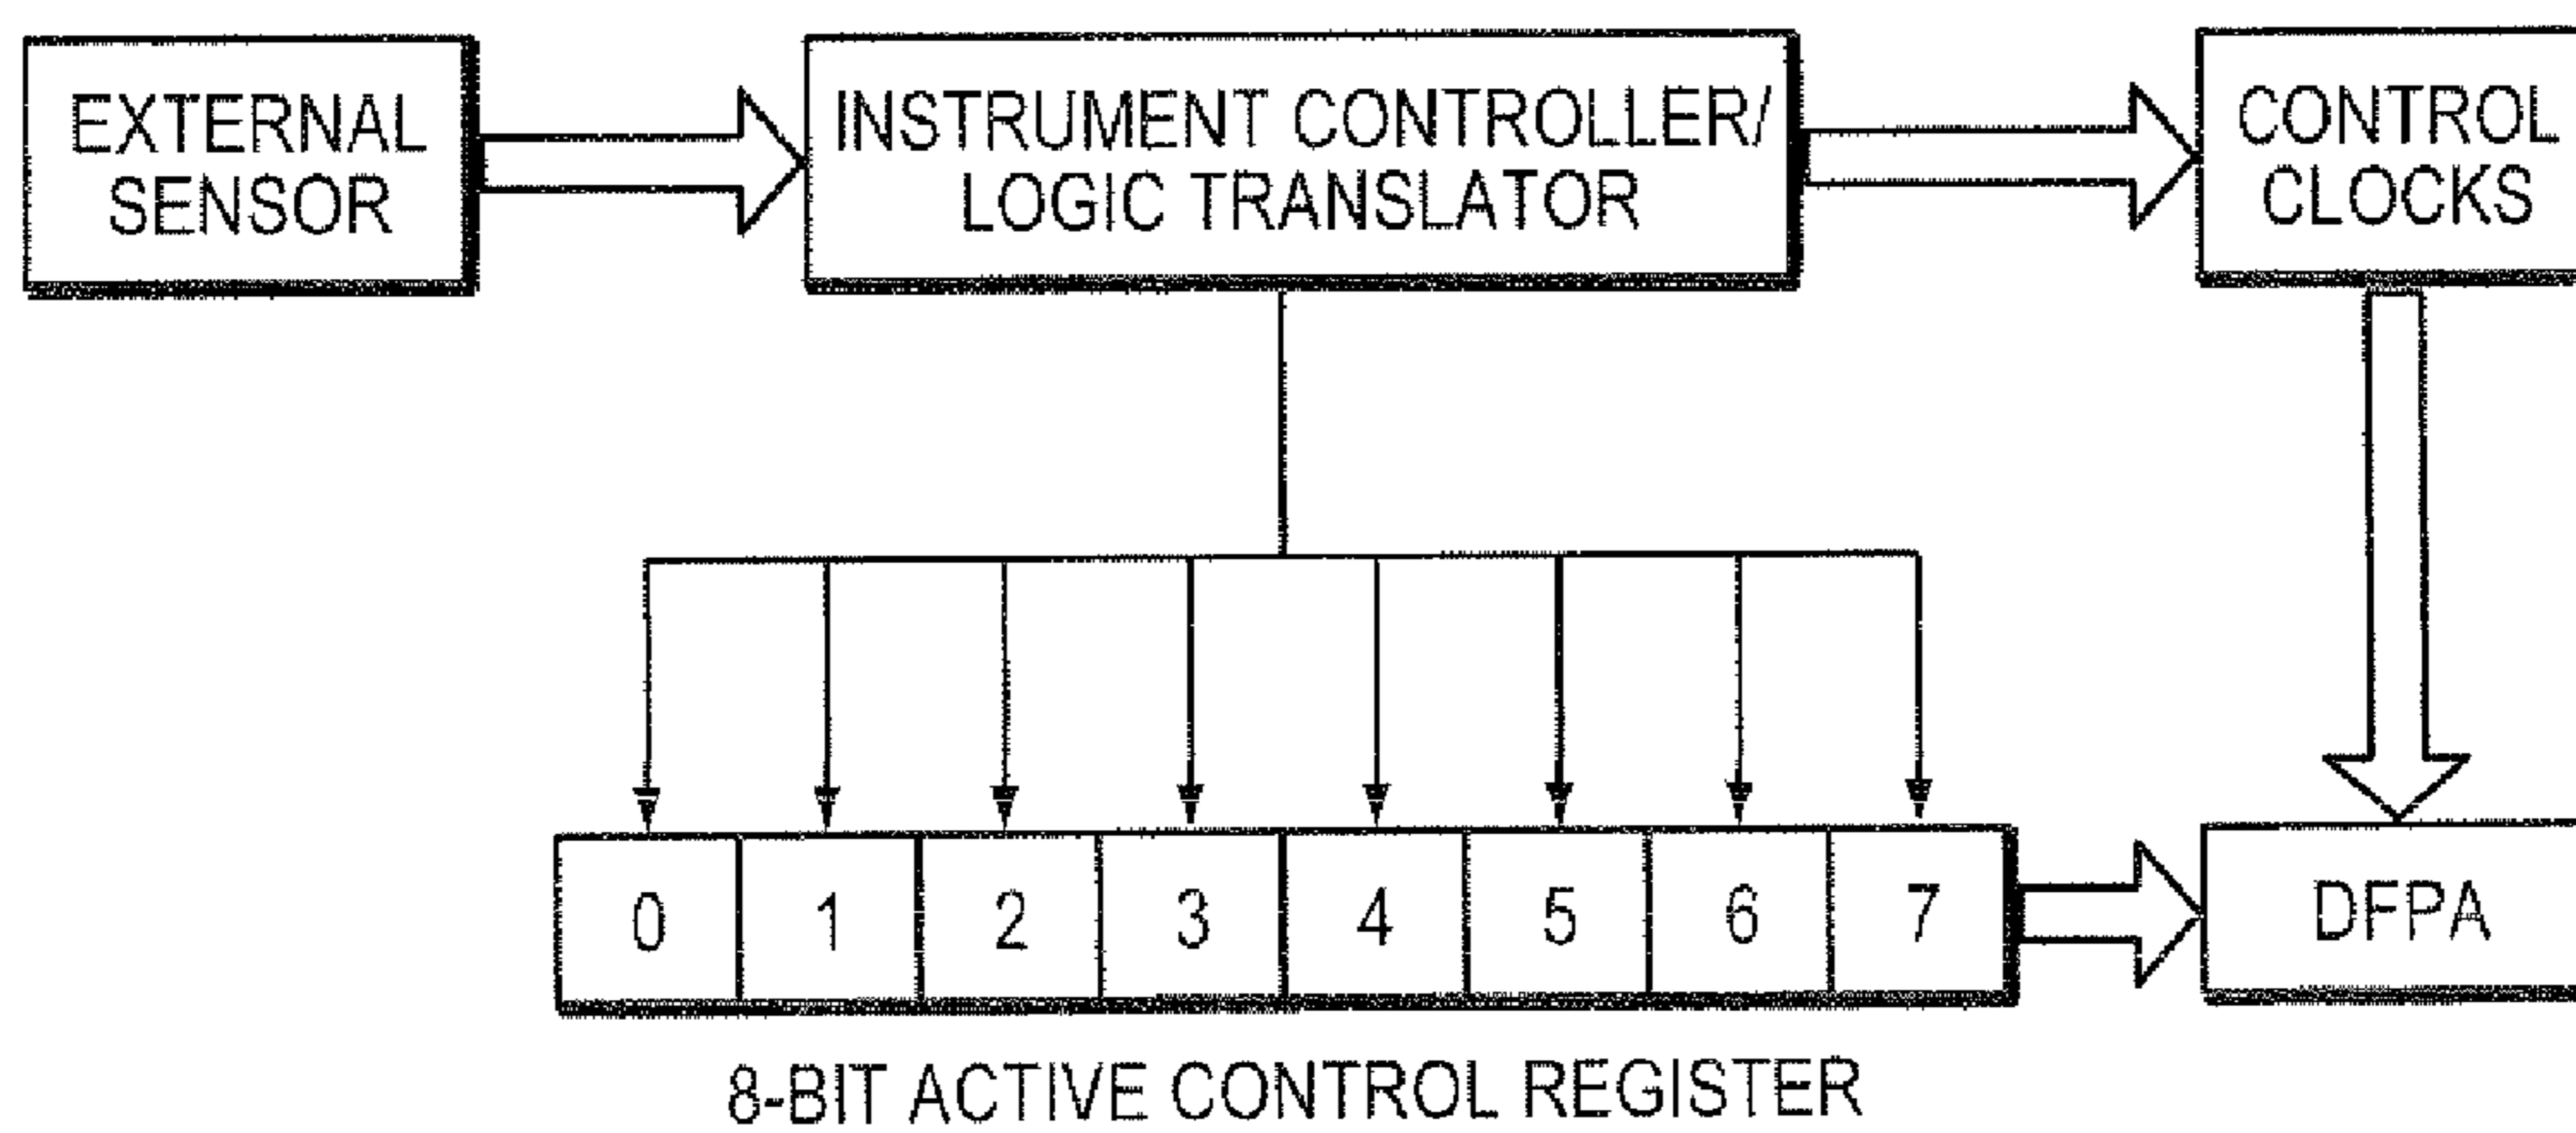 EXTERNAL
SENSOR
INSTRUMENT CONTROLLER/
LOGIC TRANSLATOR
CONTROL
CLOCKS
0 1 2 3 4 5 6 7
DFPA
8-BIT ACTIVE CONTROL REGISTER